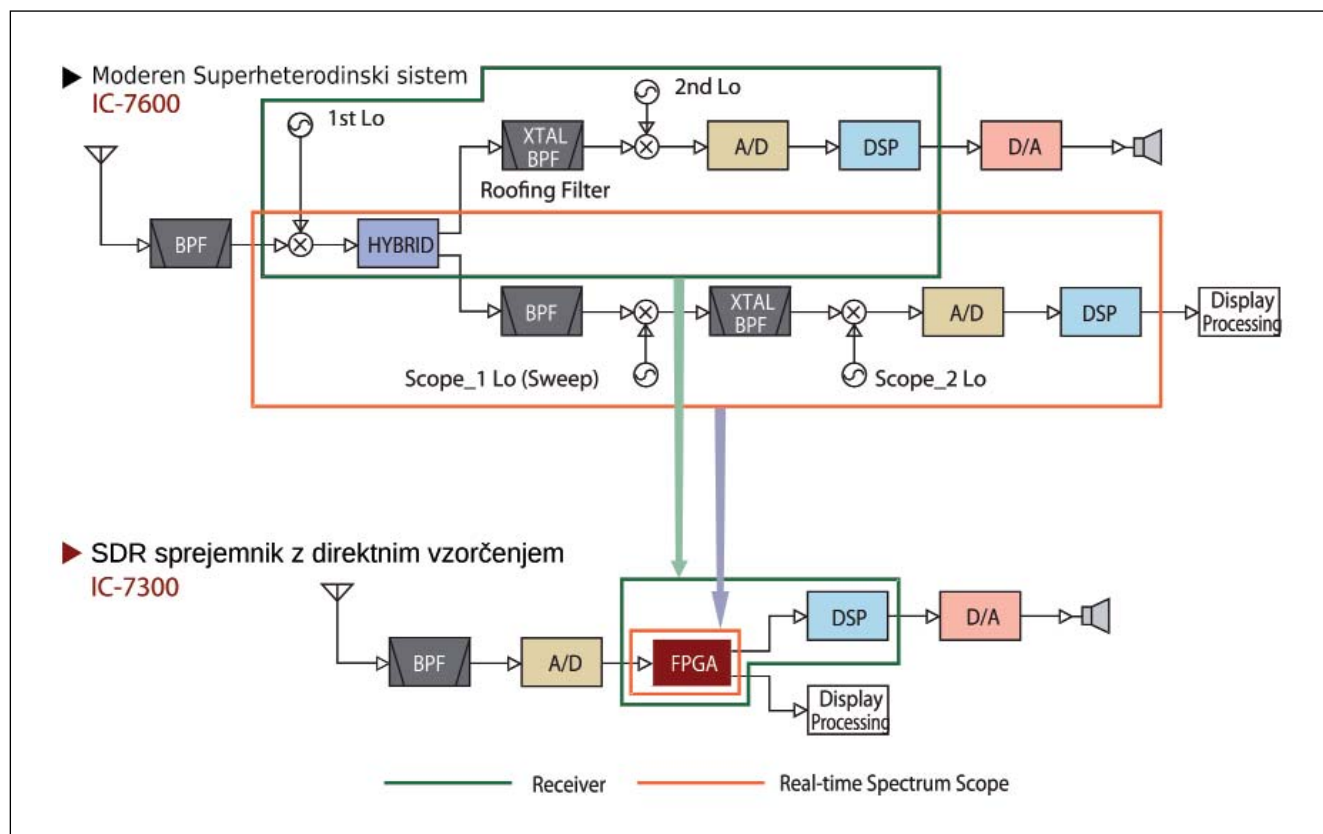 Moderen Superheterodinski sistem
IC-7600
1st Lo
2nd Lo
XTAL
BPF
A/D
DSP
D/A
Roofing Filter
BPF
HYBRID
BPF
XTAL
BPF
A/D
DSP
Display
Processing
Scope_1 Lo (Sweep)
Scope_2 Lo
SDR sprejemnik z direktnim vzorčenjem
IC-7300
DSP
D/A
BPF
A/D
FPGA
Display
Processing
Receiver
Real-time Spectrum Scope